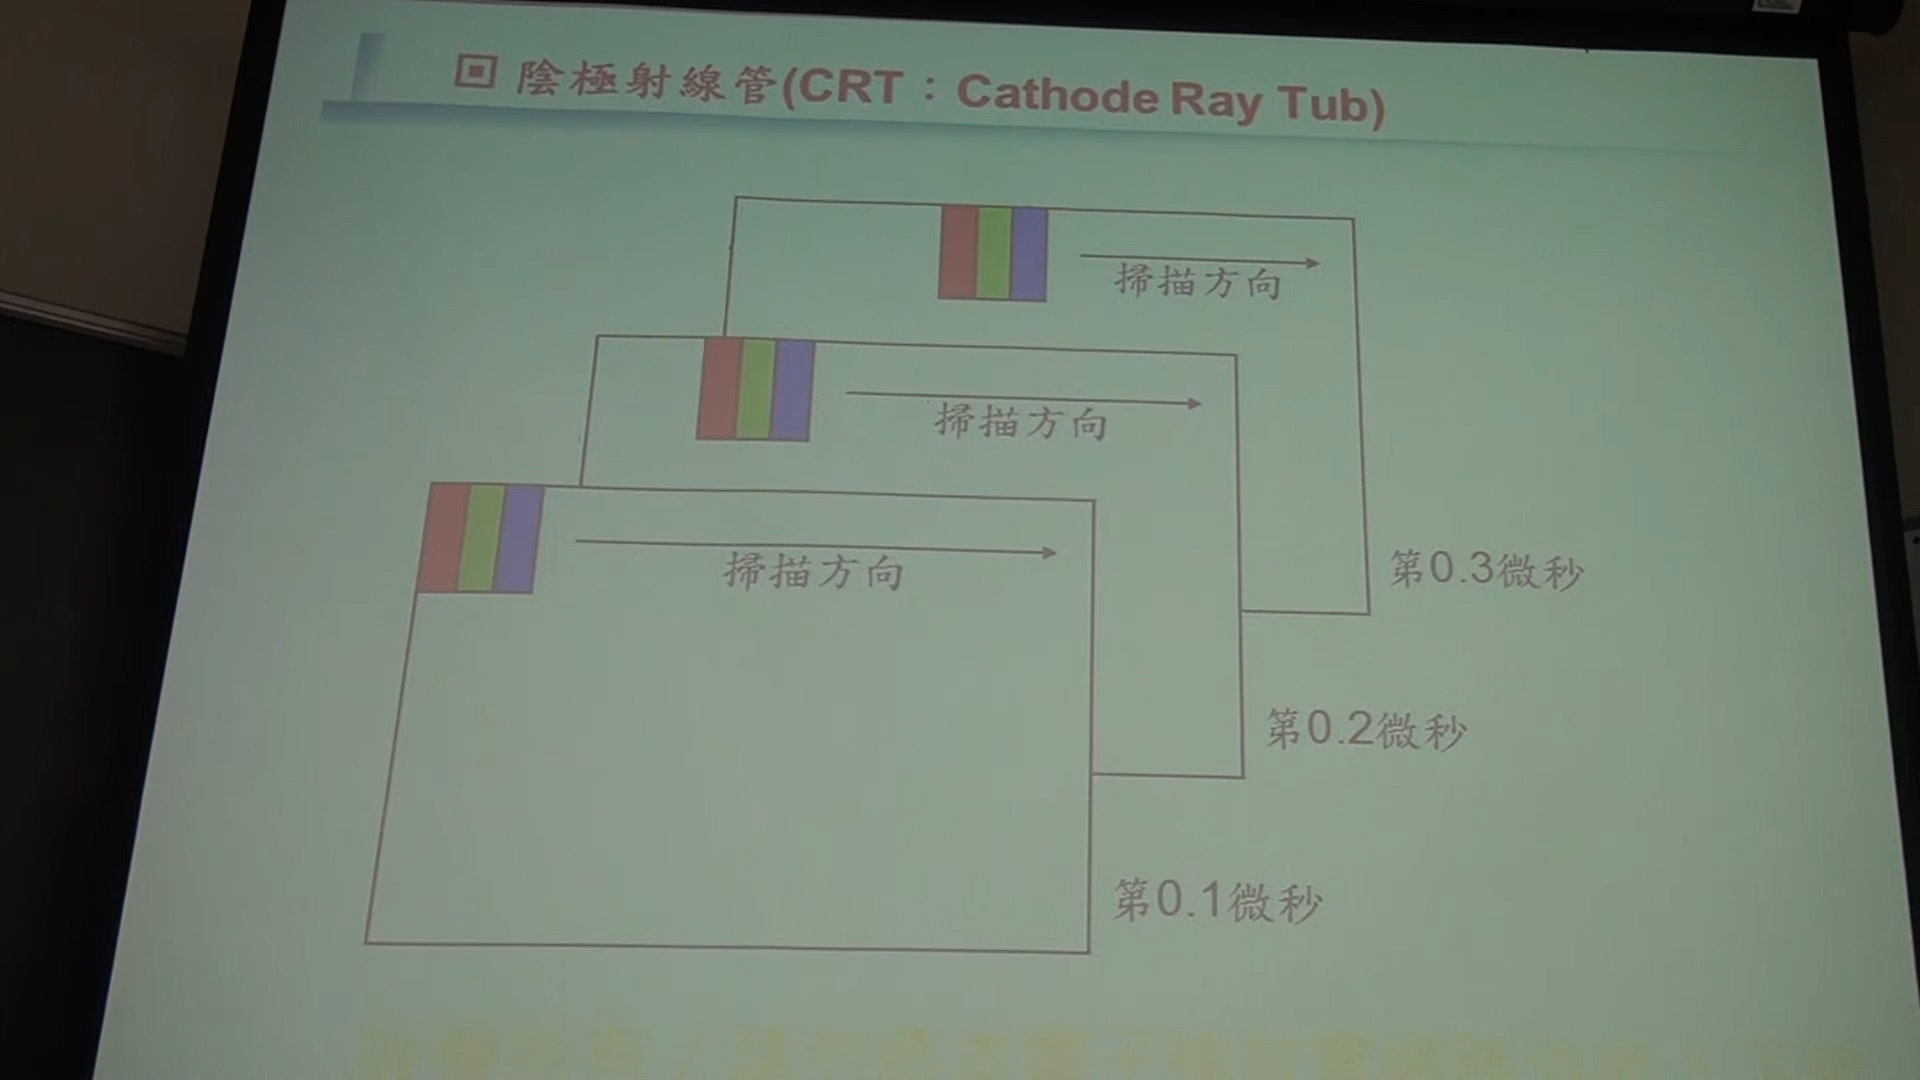 陰極射線管(CRT：Cathode Ray Tub)
掃描方向
掃描方向
掃描方向
第0.3微秒
第0.2微秒
第0.1微秒